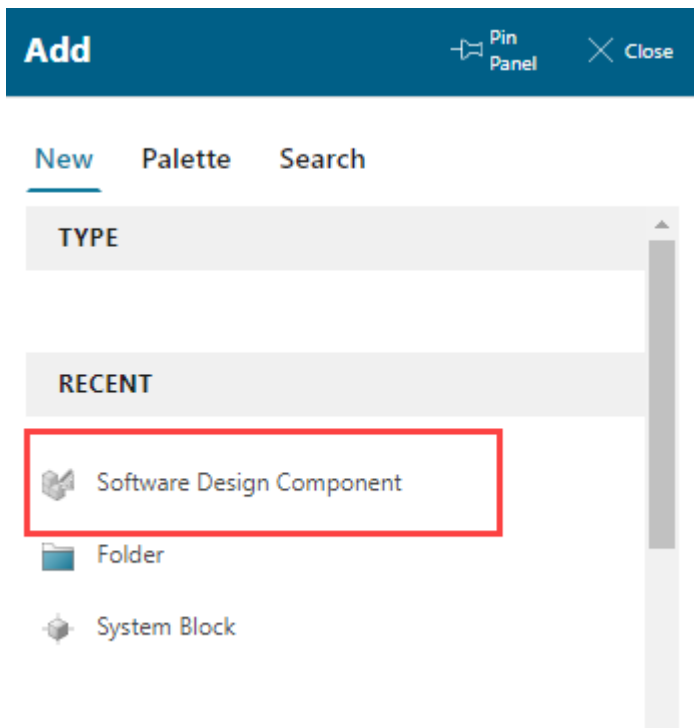 Add
Pin
Panel
Close
New Palette Search
TYPE
RECENT
Software Design Component
Folder
System Block